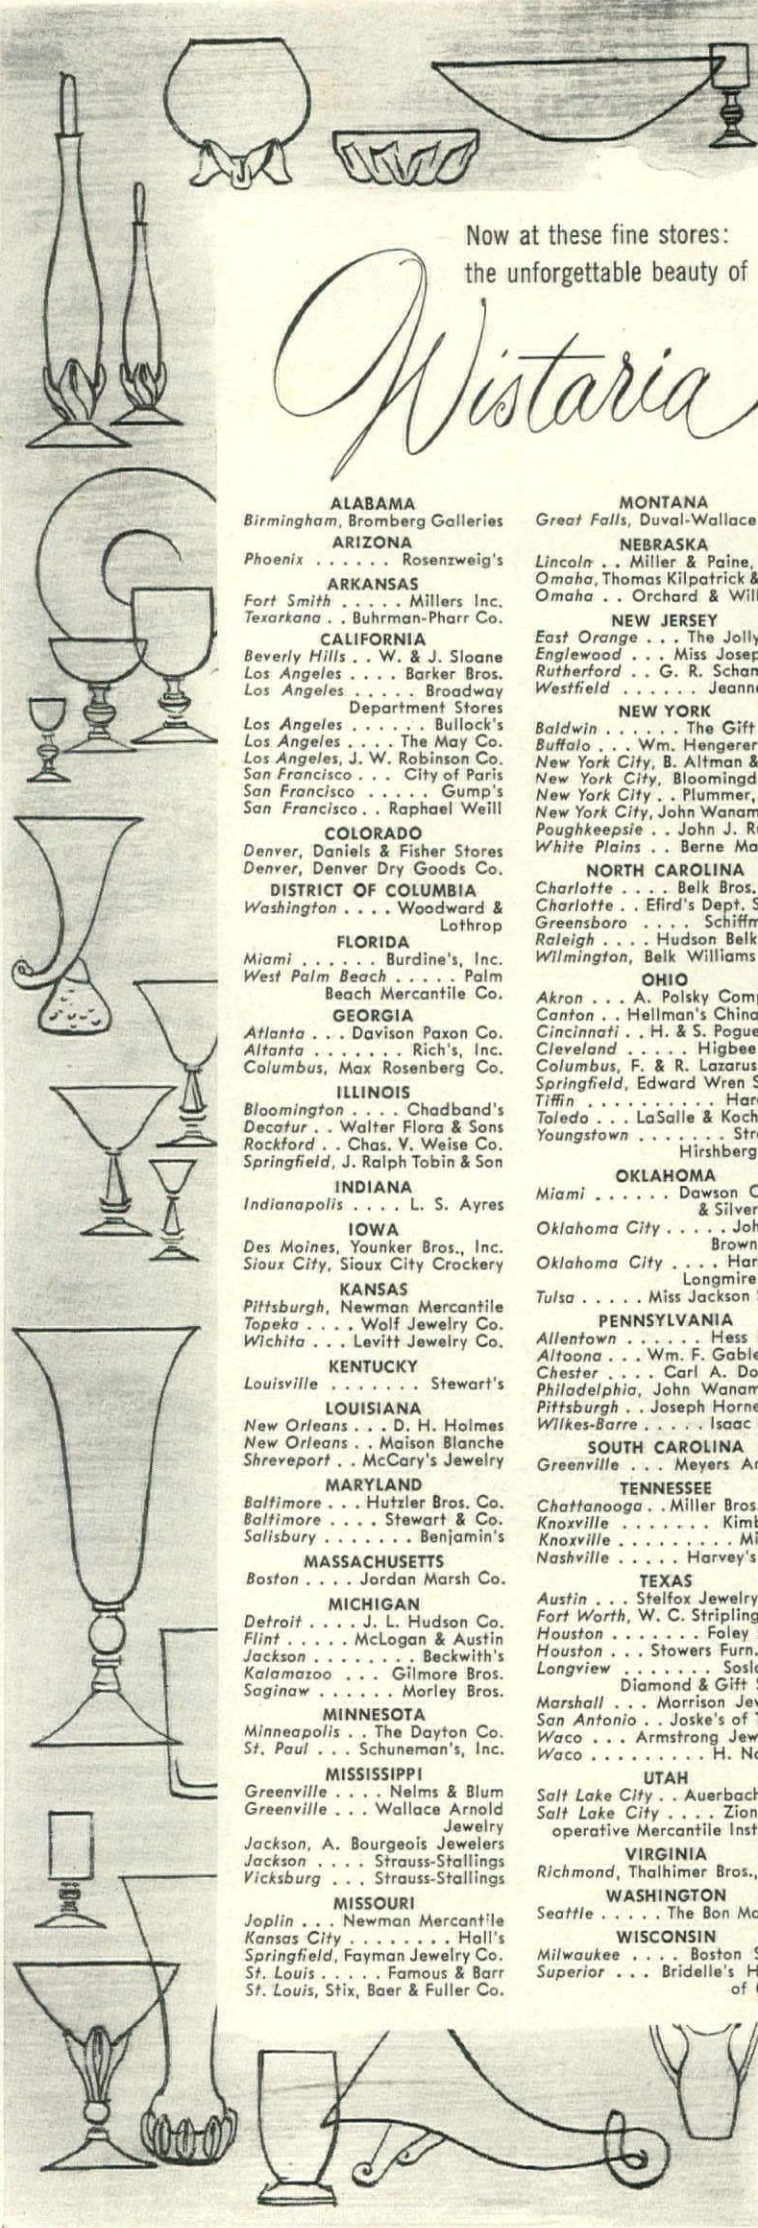 Now at these fine stores:
the unforgettable beauty of
Wistaria
ALABAMA
Birmingham, Bromberg Galleries
ARIZONA
Phoenix . . . . . . Rosenzweig's
ARKANSAS
Fort Smith . . . . . Millers Inc.
Texarkana . . Buhrman-Pharr Co.
CALIFORNIA
Beverly Hills . . W. & J. Sloane
Los Angeles . . . . Barker Bros.
Los Angeles . . . . . Broadway
Department Stores
Los Angeles . . . . . . Bullock's
Los Angeles . . . . The May Co.
Los Angeles, J. W. Robinson Co.
San Francisco . . . City of Paris
San Francisco . . . . . Gump's
San Francisco . . Raphael Weill
COLORADO
Denver, Daniels & Fisher Stores
Denver, Denver Dry Goods Co.
DISTRICT OF COLUMBIA
Washington . . . . Woodward &
Lothrop
FLORIDA
Miami . . . . . . Burdine's, Inc.
West Palm Beach . . . . . Palm
Beach Mercantile Co.
GEORGIA
Atlanta . . . Davison Paxon Co.
Altanta . . . . . . . Rich's, Inc.
Columbus, Max Rosenberg Co.
ILLINOIS
Bloomington . . . . Chadband's
Decatur . . Walter Flora & Sons
Rockford . . Chas. V. Weise Co.
Springfield, J. Ralph Tobin & Son
INDIANA
Indianapolis . . . . L. S. Ayres
IOWA
Des Moines, Younker Bros., Inc.
Sioux City, Sioux City Crockery
KANSAS
Pittsburgh, Newman Mercantile
Topeka . . . . Wolf Jewelry Co.
Wichita . . . Levitt Jewelry Co.
KENTUCKY
Louisville . . . . . . . Stewart's
LOUISIANA
New Orleans . . . D. H. Holmes
New Orleans . . Maison Blanche
Shreveport . . McCary's Jewelry
MARYLAND
Baltimore . . . Hutzler Bros. Co.
Baltimore . . . . Stewart & Co.
Salisbury . . . . . . . Benjamin's
MASSACHUSETTS
Boston . . . . Jordan Marsh Co.
MICHIGAN
Detroit . . . . J. L. Hudson Co.
Flint . . . . . McLogan & Austin
Jackson . . . . . . . . Beckwith's
Kalamazoo . . . Gilmore Bros.
Saginaw . . . . . . Morley Bros.
MINNESOTA
Minneapolis . . The Dayton Co.
St. Paul . . . Schuneman's, Inc.
MISSISSIPPI
Greenville . . . . Nelms & Blum
Greenville . . . Wallace Arnold
Jewelry
Jackson, A. Bourgeois Jewelers
Jackson . . . . Strauss-Stallings
Vicksburg . . . Strauss-Stallings
MISSOURI
Joplin . . . Newman Mercantile
Kansas City . . . . . . . . Hall's
Springfield, Fayman Jewelry Co.
St. Louis . . . . . Famous & Barr
St. Louis, Stix, Baer & Fuller Co.
MONTANA
Great Falls, Duval-Wallace
NEBRASKA
Lincoln . . Miller & Paine,
Omaha, Thomas Kilpatrick &
Omaha . . Orchard & Wil
NEW JERSEY
East Orange . . . The Jolly
Englewood . . . Miss Josep
Rutherford . . G. R. Scha
Westfield . . . . . . Jeann
NEW YORK
Baldwin . . . . . . The Gift
Buffalo . . . Wm. Hengerer
New York City, B. Altman &
New York City, Bloomingd
New York City . . Plummer,
New York City, John Wanam
Poughkeepsie . . John J. R
White Plains . . Berne Ma
NORTH CAROLINA
Charlotte . . . . Belk Bros.
Charlotte . . Efird's Dept. S
Greensboro . . . . Schiffm
Raleigh . . . . Hudson Belk
Wilmington, Belk Williams
OHIO
Akron . . . A. Polsky Com
Canton . . Hellman's China
Cincinnati . . H. & S. Pogue
Cleveland . . . . . Higbee
Columbus, F. & R. Lazarus
Springfield, Edward Wren S
Tiffin . . . . . . . . . . Har
Toledo . . . LaSalle & Koch
Youngstown . . . . . . . Str
Hirshberg
OKLAHOMA
Miami . . . . . . Dawson C
& Silver
Oklahoma City . . . . . Joh
Brown
Oklahoma City . . . . Har
Longmire
Tulsa . . . . . Miss Jackson
PENNSYLVANIA
Allentown . . . . . . Hess
Altoona . . . Wm. F. Gable
Chester . . . . Carl A. Do
Philadelphia, John Wanam
Pittsburgh . . Joseph Horne
Wilkes-Barre . . . . . Isaac
SOUTH CAROLINA
Greenville . . . Meyers Ar
TENNESSEE
Chattanooga . . Miller Bros.
Knoxville . . . . . . . Kimb
Knoxville . . . . . . . . . Mi
Nashville . . . . . Harvey's
TEXAS
Austin . . . Stelfox Jewelry
Fort Worth, W. C. Stripling
Houston . . . . . . . Foley
Houston . . . Stowers Furn.
Longview . . . . . . . Soslo
Diamond & Gift S
Marshall . . . Morrison Jew
San Antonio . . Joske's of T
Waco . . . Armstrong Jew
Waco . . . . . . . . . H. No
UTAH
Salt Lake City . . Auerbach
Salt Lake City . . . . Zion
operative Mercantile Inst
VIRGINIA
Richmond, Thalhimer Bros.,
WASHINGTON
Seattle . . . . . The Bon Ma
WISCONSIN
Milwaukee . . . . Boston S
Superior . . . Bridelle's H
of